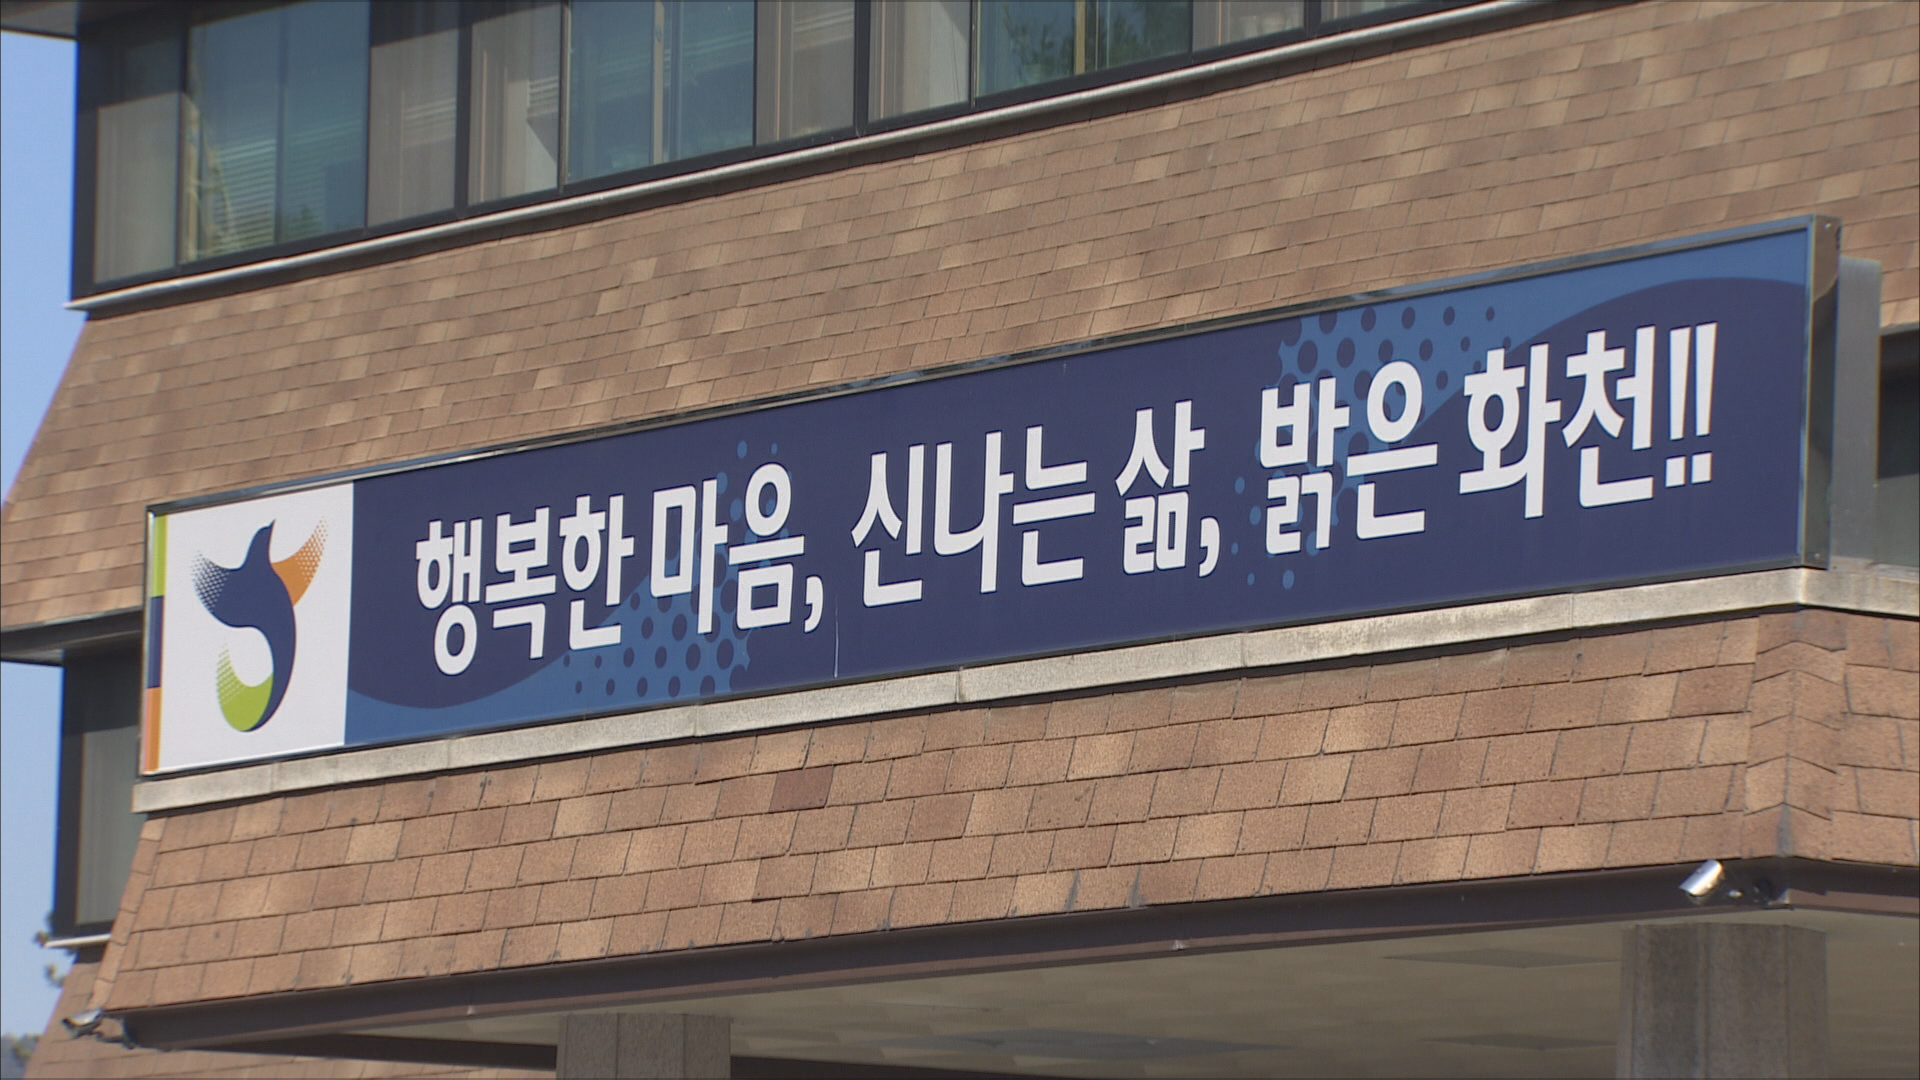 행복한 마음, 신나는 삶, 밝은 화천!!